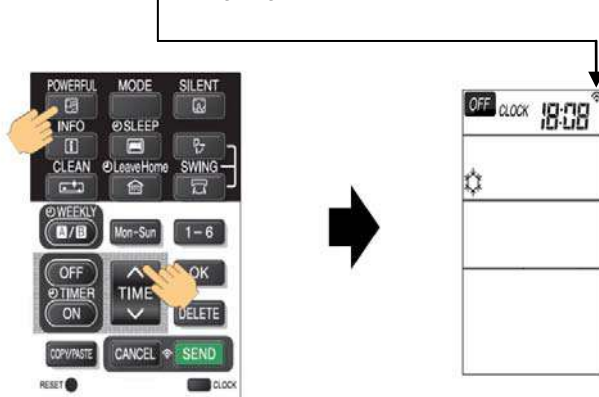 POWERFUL MODE SILENT
INFO SLEEP
CLEAN LeaveHome SWING
WEEKLY
A/B Mon-Sun 1-6
OFF TIME OK
TIMER
ON DELETE
COPY/PASTE CANCEL SEND
RESET CLOCK
OFF CLOCK 18:08